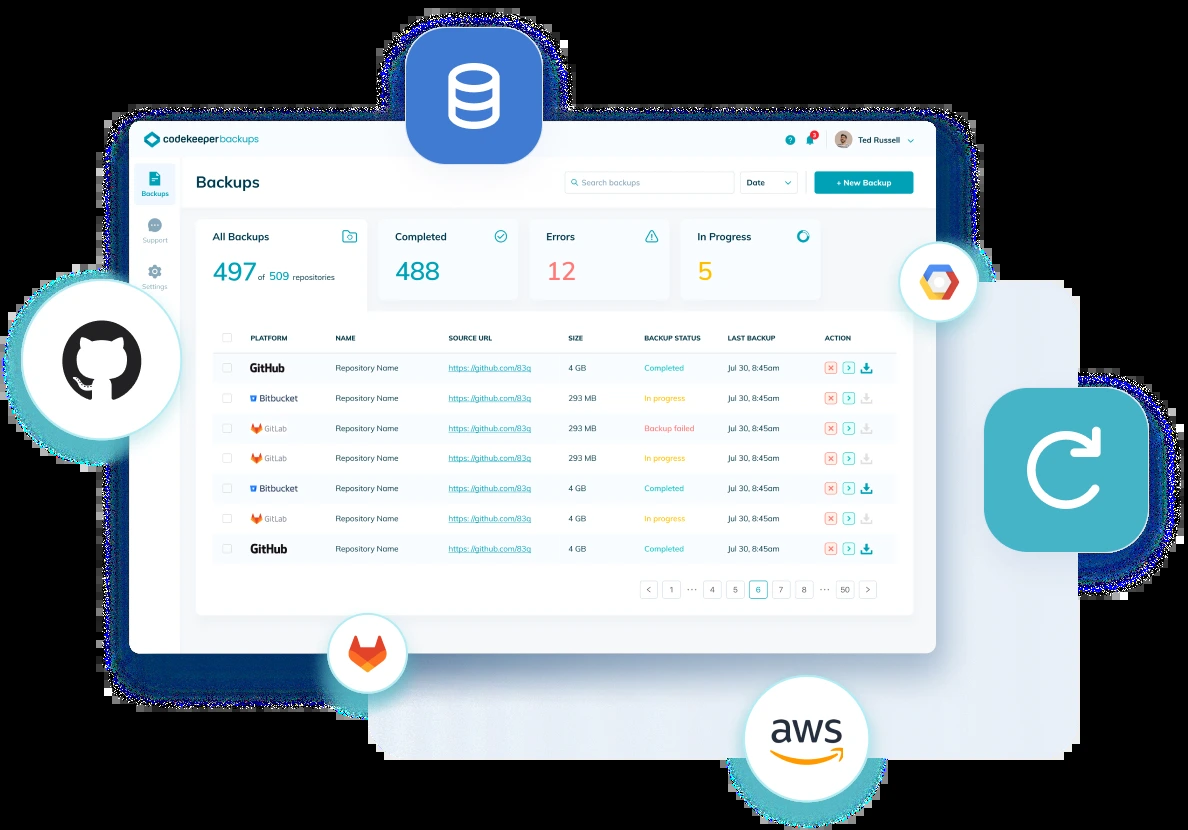 codekeeperbackups
3
Ted Russell
Backups
Backups
Search backups
Date
+ New Backup
Support
Settings
All Backups
497 of 509 repositories
Completed
488
Errors
12
In Progress
5
PLATFORM NAME SOURCE URL SIZE BACKUP STATUS LAST BACKUP ACTION
GitHub Repository Name https://github.com/83q 4 GB Completed Jul 30, 8:45am
Bitbucket Repository Name https://github.com/83q 293 MB In progress Jul 30, 8:45am
GitLab Repository Name https://github.com/83q 293 MB Backup failed Jul 30, 8:45am
GitLab Repository Name https://github.com/83q 293 MB In progress Jul 30, 8:45am
Bitbucket Repository Name https://github.com/83q 4 GB Completed Jul 30, 8:45am
GitLab Repository Name https://github.com/83q 4 GB In progress Jul 30, 8:45am
GitHub Repository Name https://github.com/83q 4 GB Completed Jul 30, 8:45am
< 1 ... 4 5 6 7 8 ... 50 >
aws